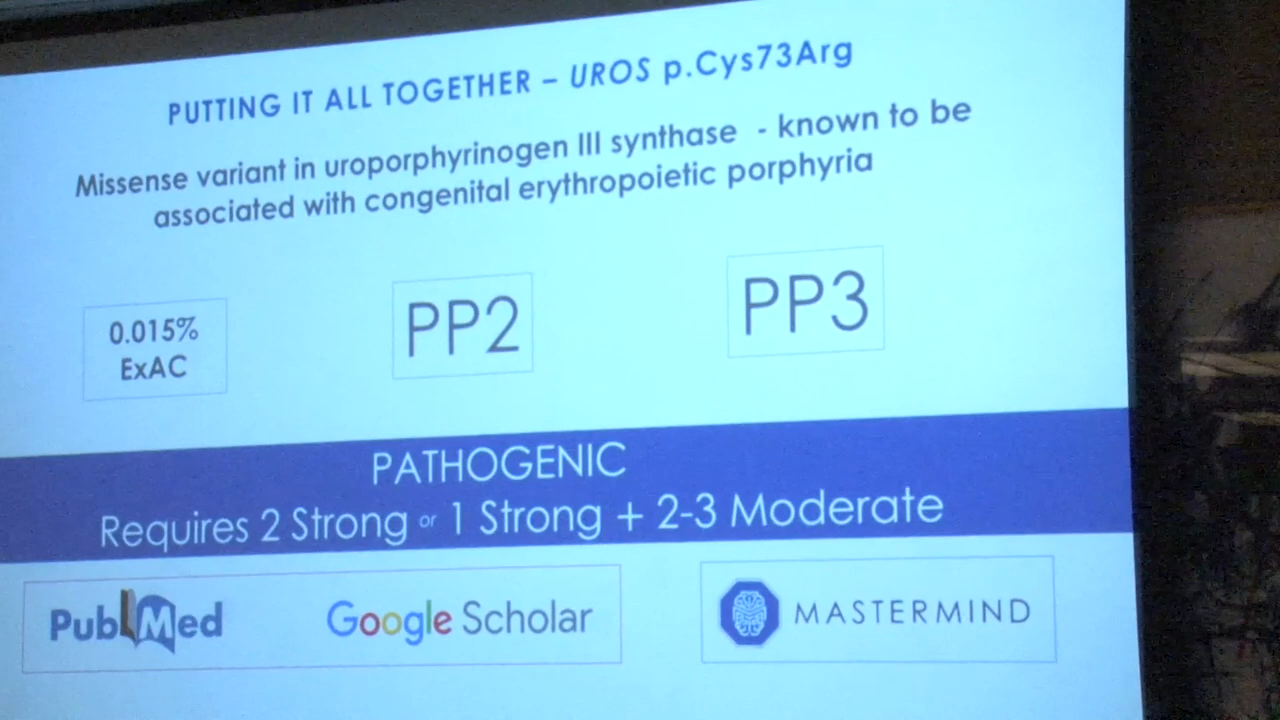 PUTTING IT ALL TOGETHER – UROS p.Cys73Arg
Missense variant in uroporphyrinogen III synthase - known to be
associated with congenital erythropoietic porphyria
0.015%
ExAC
PP2
PP3
PATHOGENIC
Requires 2 Strong or 1 Strong + 2-3 Moderate
PubMed
Google Scholar
MASTERMIND